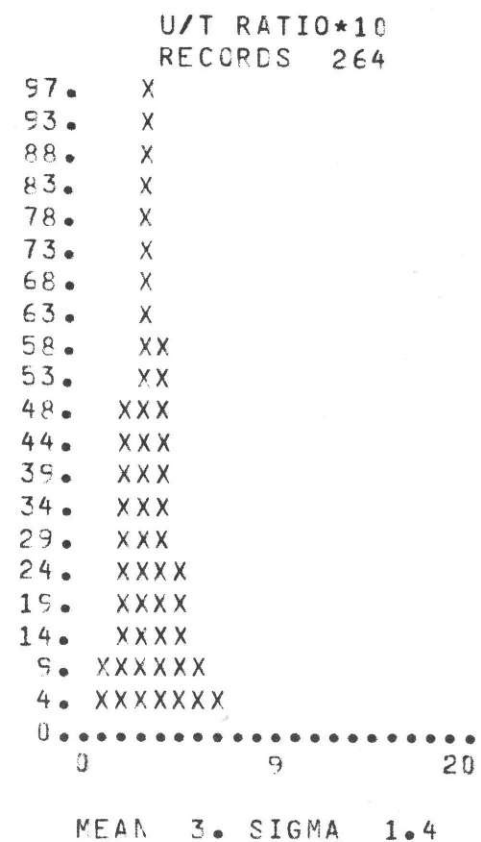 U/T RATIO*10
RECORDS 264
97. X
93. X
88. X
83. X
78. X
73. X
68. X
63. X
58. XX
53. XX
48. XXX
44. XXX
39. XXX
34. XXX
29. XXX
24. XXXX
19. XXXX
14. XXXX
9. XXXXXX
4. XXXXXXX
0.......................
0 9 20
MEAN 3. SIGMA 1.4